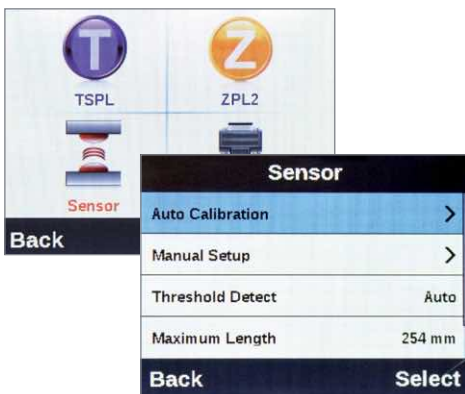 T Z
TSPL ZPL2
Sensor
Back
Sensor
Auto Calibration >
Manual Setup >
Threshold Detect Auto
Maximum Length 254 mm
Back Select